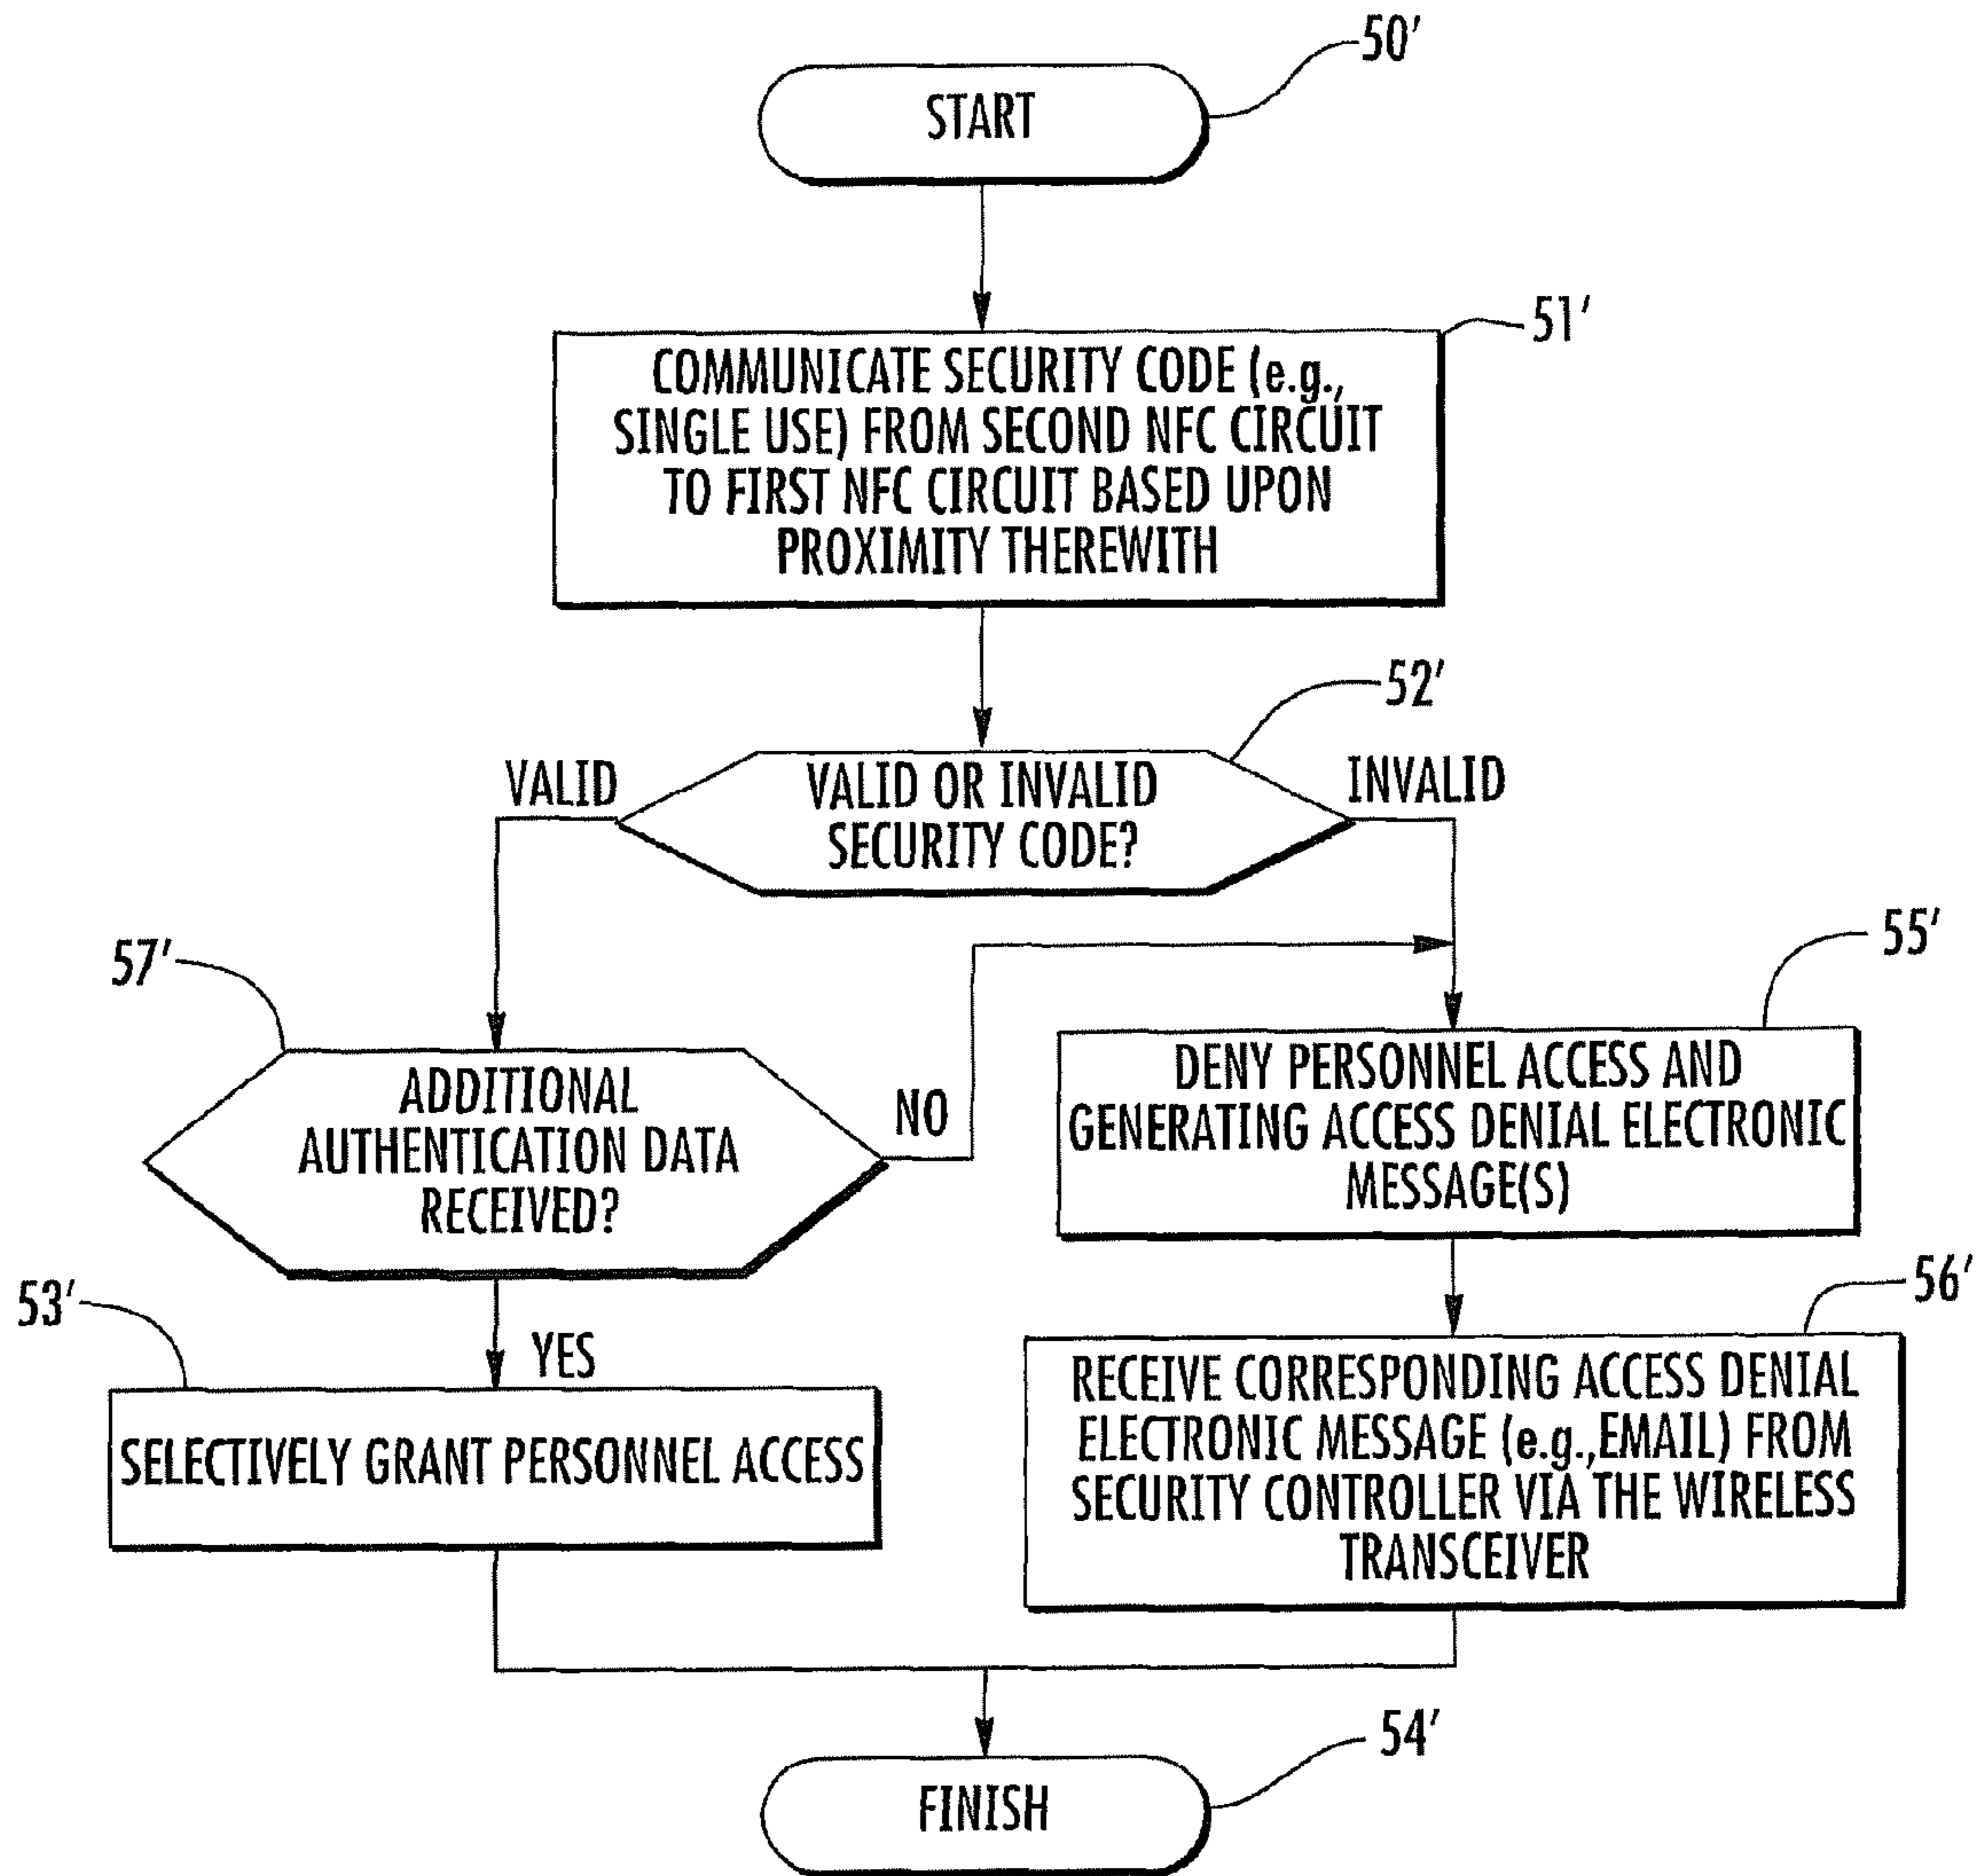 50′
START
51′
COMMUNICATE SECURITY CODE (e.g.,
SINGLE USE) FROM SECOND NFC CIRCUIT
TO FIRST NFC CIRCUIT BASED UPON
PROXIMITY THEREWITH
52′
VALID
VALID OR INVALID
SECURITY CODE?
INVALID
57′
ADDITIONAL
AUTHENTICATION DATA
RECEIVED?
NO
55′
DENY PERSONNEL ACCESS AND
GENERATING ACCESS DENIAL ELECTRONIC
MESSAGE(S)
53′
YES
SELECTIVELY GRANT PERSONNEL ACCESS
56′
RECEIVE CORRESPONDING ACCESS DENIAL
ELECTRONIC MESSAGE (e.g.,EMAIL) FROM
SECURITY CONTROLLER VIA THE WIRELESS
TRANSCEIVER
54′
FINISH